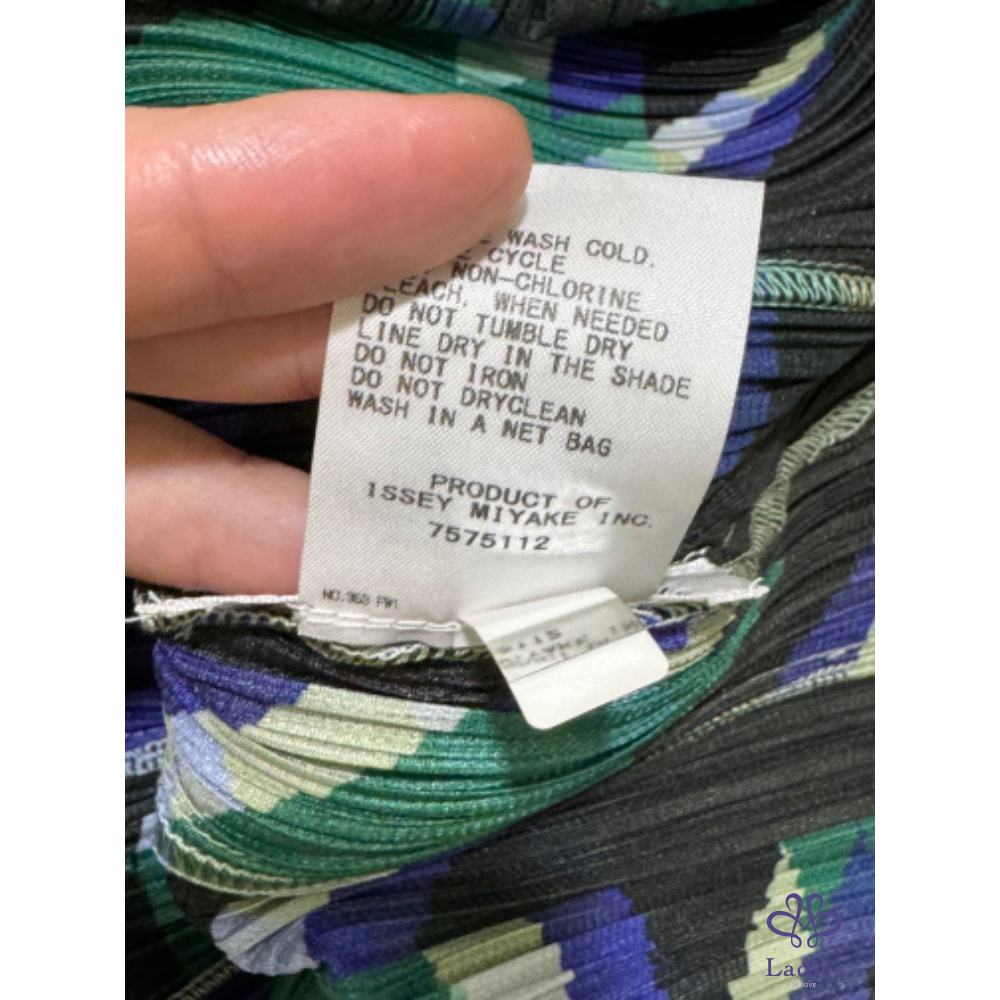 WASH COLD.
CYCLE
NON-CHLORINE
LEACH, WHEN NEEDED
DO NOT TUMBLE DRY
LINE DRY IN THE SHADE
DO NOT IRON
DO NOT DRYCLEAN
WASH IN A NET BAG
PRODUCT OF
ISSEY MIYAKE INC.
7575112